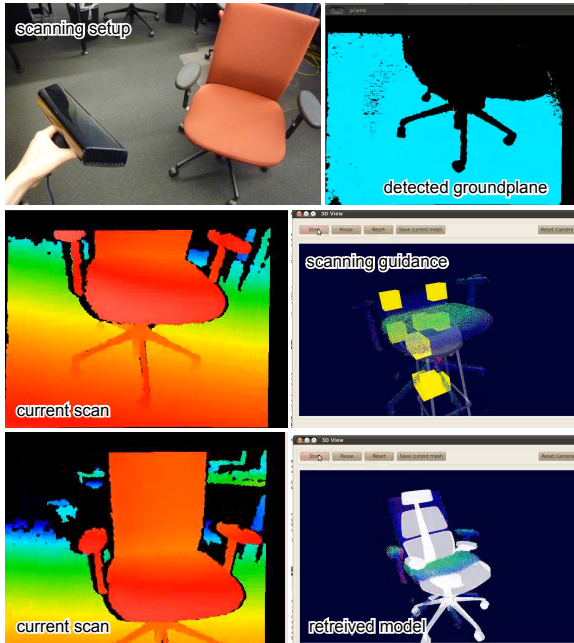 scanning setup
plane
detected groundplane
3D View
Start Pause Reset Save current mesh Reset Camera
scanning guidance
current scan
3D View
Start Pause Reset Save current mesh Reset Camera
current scan
retreived model